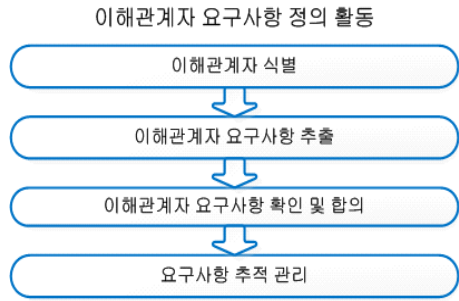 이해관계자 요구사항 정의 활동
이해관계자 식별
이해관계자 요구사항 추출
이해관계자 요구사항 확인 및 합의
요구사항 추적 관리